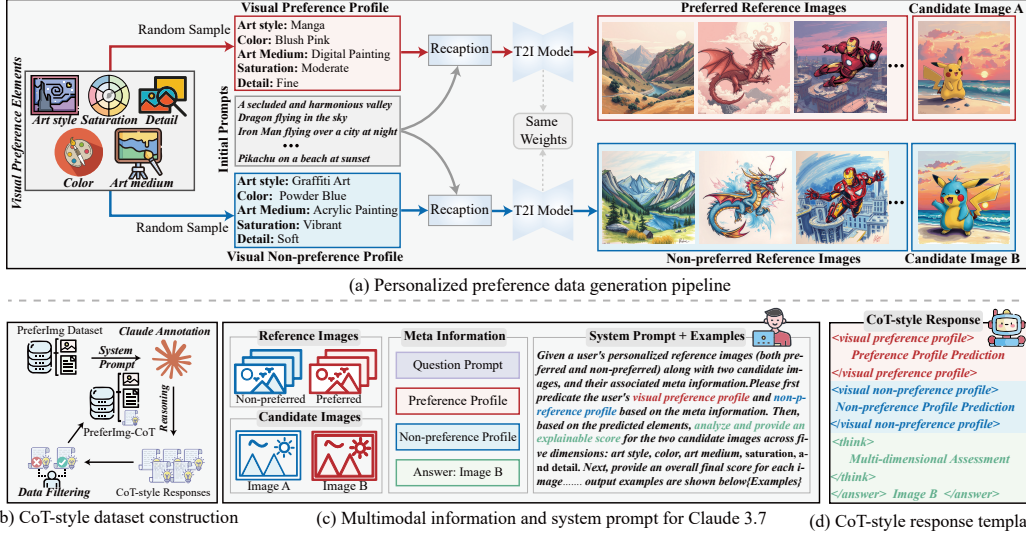 Visual Preference Elements
Art style
Saturation
Detail
Color
Art medium
Random Sample
Random Sample
Visual Preference Profile
Art style: Manga
Color: Blush Pink
Art Medium: Digital Painting
Saturation: Moderate
Detail: Fine
Initial Prompts
A secluded and harmonious valley
Dragon flying in the sky
Iron Man flying over a city at night
•••
Pikachu on a beach at sunset
Art style: Graffiti Art
Color: Powder Blue
Art Medium: Acrylic Painting
Saturation: Vibrant
Detail: Soft
Visual Non-preference Profile
Recaption
T2I Model
Same
Weights
Recaption
T2I Model
Preferred Reference Images
•••
Candidate Image A
•••
Non-preferred Reference Images
Candidate Image B
(a) Personalized preference data generation pipeline
PreferImg Dataset
Claude Annotation
System
Prompt
Reasoning
PreferImg-CoT
Data Filtering
CoT-style Responses
b) CoT-style dataset construction
Reference Images
Non-preferred
Preferred
Candidate Images
Image A
Image B
Meta Information
Question Prompt
Preference Profile
Non-preference Profile
Answer: Image B
System Prompt + Examples
Given a user's personalized reference images (both pre-
ferred and non-preferred) along with two candidate im-
ages, and their associated meta information.Please frst
predicate the user's visual preference profile and non-p-
reference profile based on the meta information. Then,
based on the predicted elements, analyze and provide an
explainable score for the two candidate images across fi-
ve dimensions: art style, color, art medium, saturation, a-
nd detail. Next, provide an overall final score for each i-
mage....... output examples are shown below{Examples}
(c) Multimodal information and system prompt for Claude 3.7
CoT-style Response
<visual preference profile>
Preference Profile Prediction
</visual preference profile>
<visual non-preference profile>
Non-preference Profile Prediction
</visual non-preference profile>
<think>
Multi-dimensional Assessment
</think>
</answer> Image B </answer>
(d) CoT-style response templa